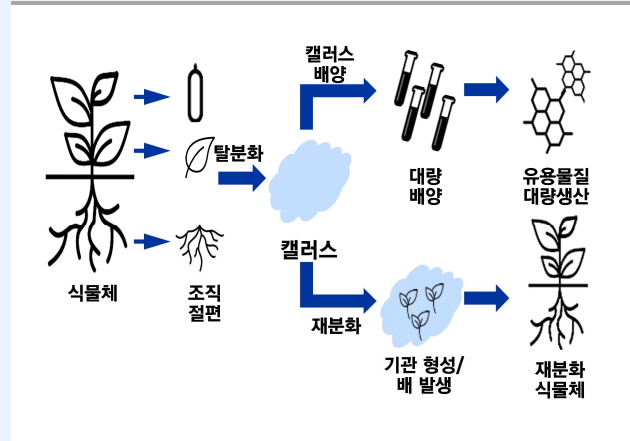 캘러스
배양
탈분화
대량
배양
유용물질
대량생산
캘러스
식물체
조직
절편
재분화
기관 형성/
배 발생
재분화
식물체